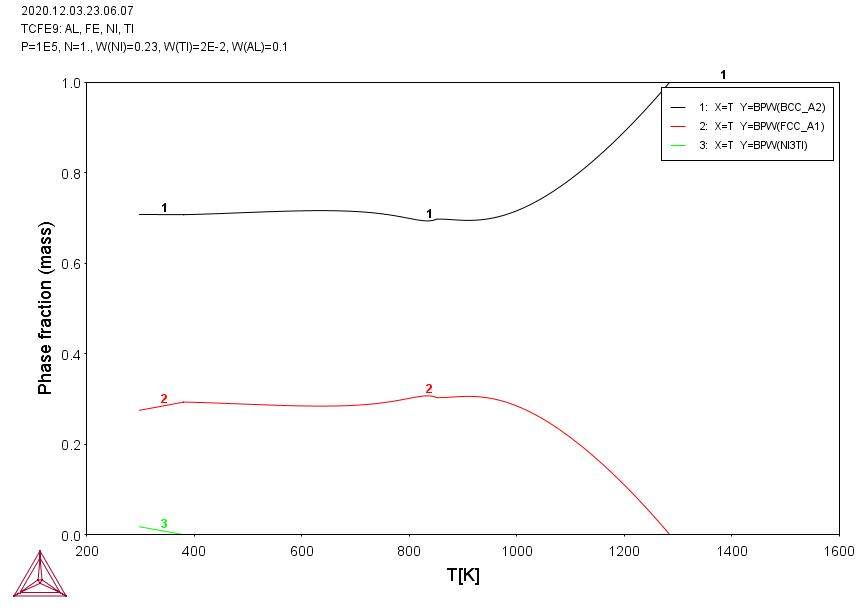 2020.12.03.23.06.07
TCFE9: AL, FE, NI, TI
P=1E5, N=1., W(NI)=0.23, W(TI)=2E-2, W(AL)=0.1
1
1: X=T Y=BPW(BCC_A2)
2: X=T Y=BPW(FCC_A1)
3: X=T Y=BPW(NI3TI)
1.0
0.8
0.6
0.4
0.2
0.0
Phase fraction (mass)
1
1
2
2
3
200 400 600 800 1000 1200 1400 1600
T[K]